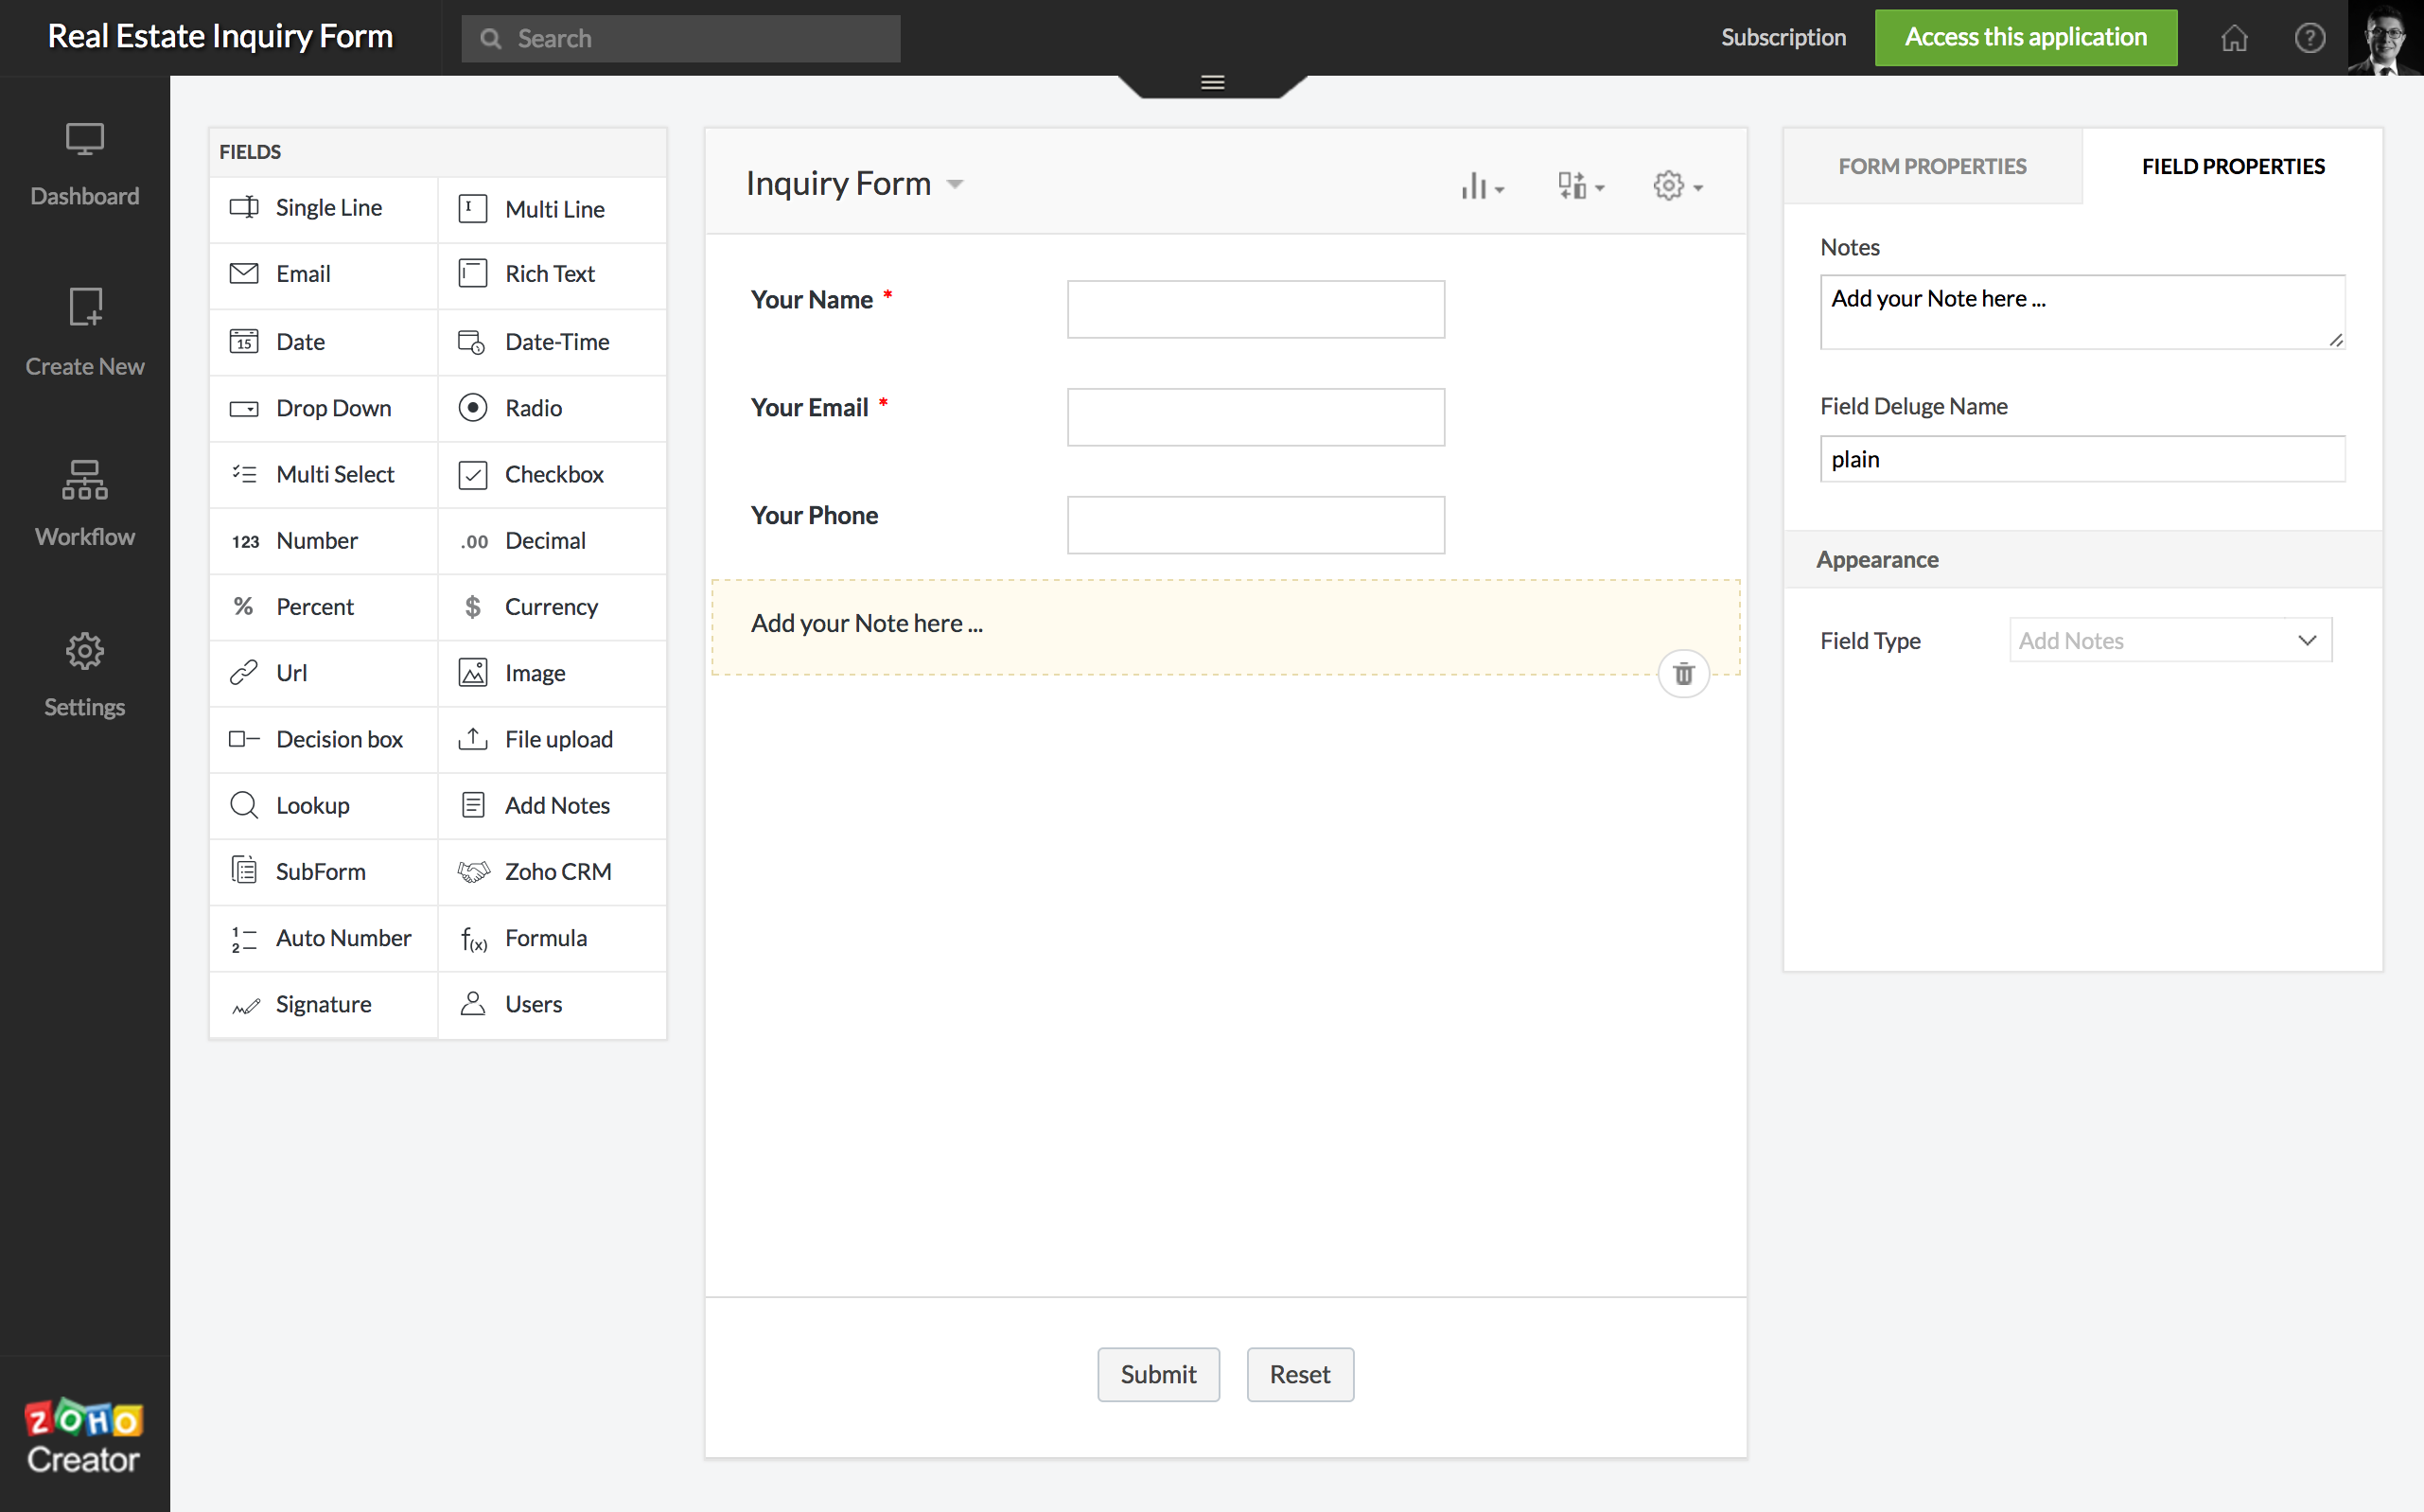 Real Estate Inquiry Form
Search
Subscription
Access this application
Dashboard
Create New
Workflow
Settings
ZOHO
Creator
FIELDS
Single Line
Multi Line
Email
Rich Text
15
Date
Date-Time
Drop Down
Radio
Multi Select
Checkbox
123 Number
.00 Decimal
% Percent
$ Currency
Url
Image
Decision box
File upload
Lookup
Add Notes
SubForm
Zoho CRM
1
2
Auto Number
f(x) Formula
Signature
Users
Inquiry Form
Your Name *
Your Email *
Your Phone
Add your Note here ...
Submit
Reset
FORM PROPERTIES
FIELD PROPERTIES
Notes
Add your Note here ...
Field Deluge Name
plain
Appearance
Field Type
Add Notes